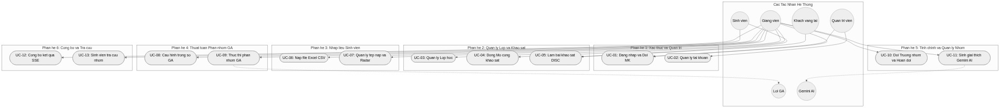 Cac Tac Nhan He Thong
Sinh vien
Giang vien
Khach vang lai
Quan tri vien
Phan he 6: Cong bo va Tra cuu
UC-12: Cong bo ket qua
SSE
UC-13: Sinh vien tra cuu
nhom
Phan he 4: Thuat toan Phan nhom GA
UC-08: Cau hinh trong so
GA
UC-09: Thuc thi phan
nhom GA
Phan he 3: Nhap lieu Sinh vien
UC-06: Nap file Excel CSV
UC-07: Quan ly tep nap va
Radar
Phan he 2: Quan ly Lop va Khao sat
UC-03: Quan ly Lop hoc
UC-04: Dong Mo cong
khao sat
UC-05: Lam bai khao sat
DISC
Phan he 1: Xac thuc va Quan tri
UC-01: Dang nhap va Doi
MK
UC-02: Quan ly tai khoan
Phan he 5: Tinh chinh va Quan ly Nhom
UC-10: Doi Truong nhom
va Hoan doi
UC-11: Sinh giai thich
Gemini AI
Loi GA
Gemini AI